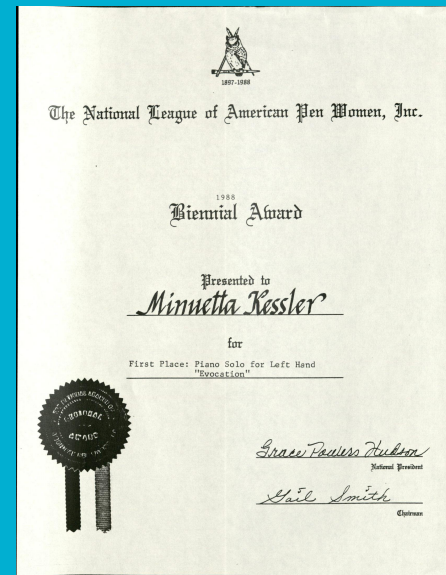 1897-1988
The National League of American Pen Women, Inc.
1988
Biennial Award
Presented to
Minuetta Kessler
for
First Place: Piano Solo for Left Hand
"Evocation"
Grace Powers Hudson
National President
Gail Smith
Chairman